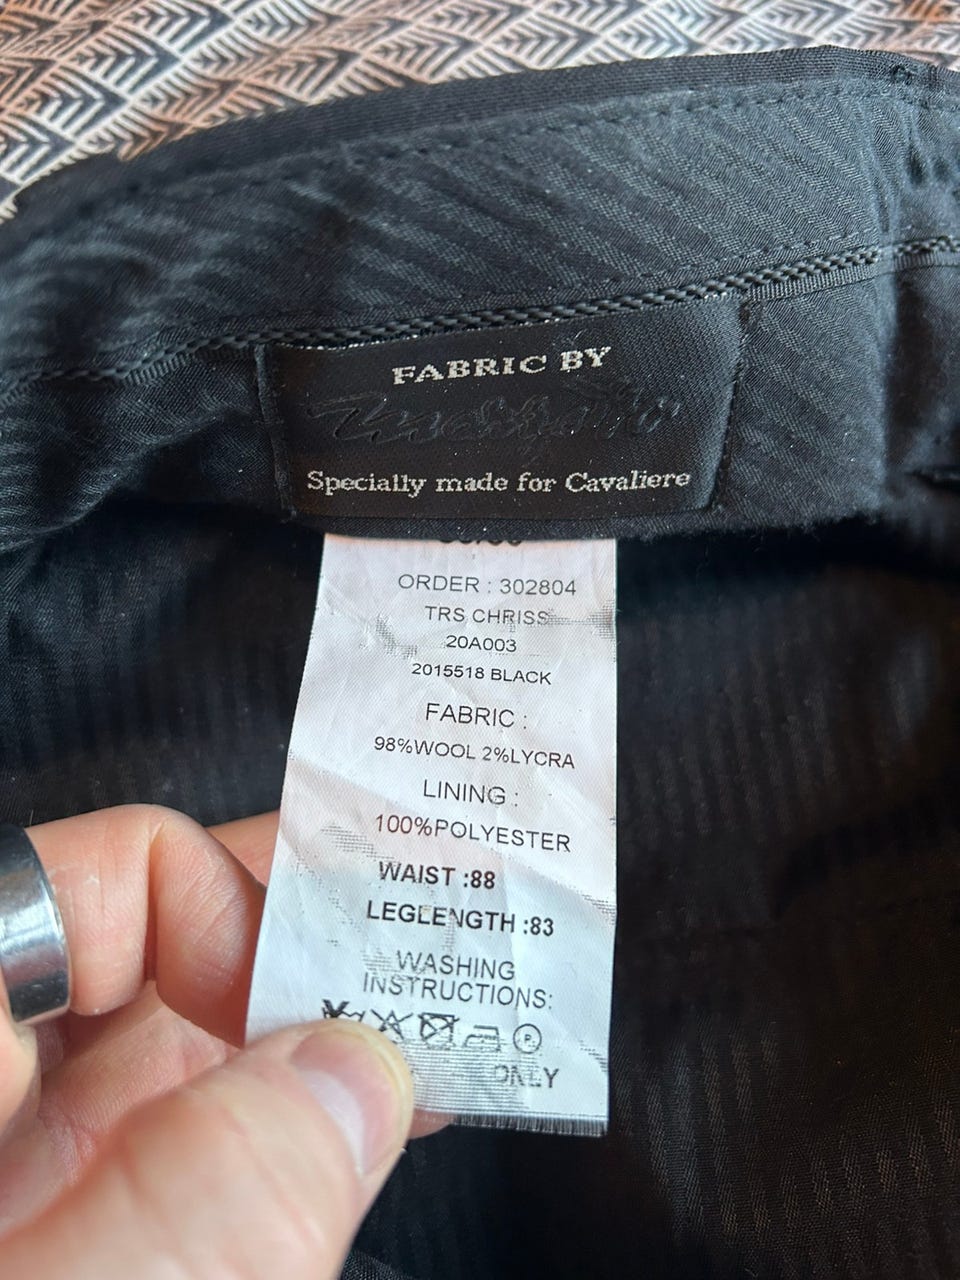 FABRIC BY
Specially made for Cavaliere
ORDER : 302804
TRS CHRISS
20A003
2015518 BLACK
FABRIC :
98%WOOL 2%LYCRA
LINING :
100%POLYESTER
WAIST :88
LEGLENGTH :83
WASHING
INSTRUCTIONS:
P
ONLY